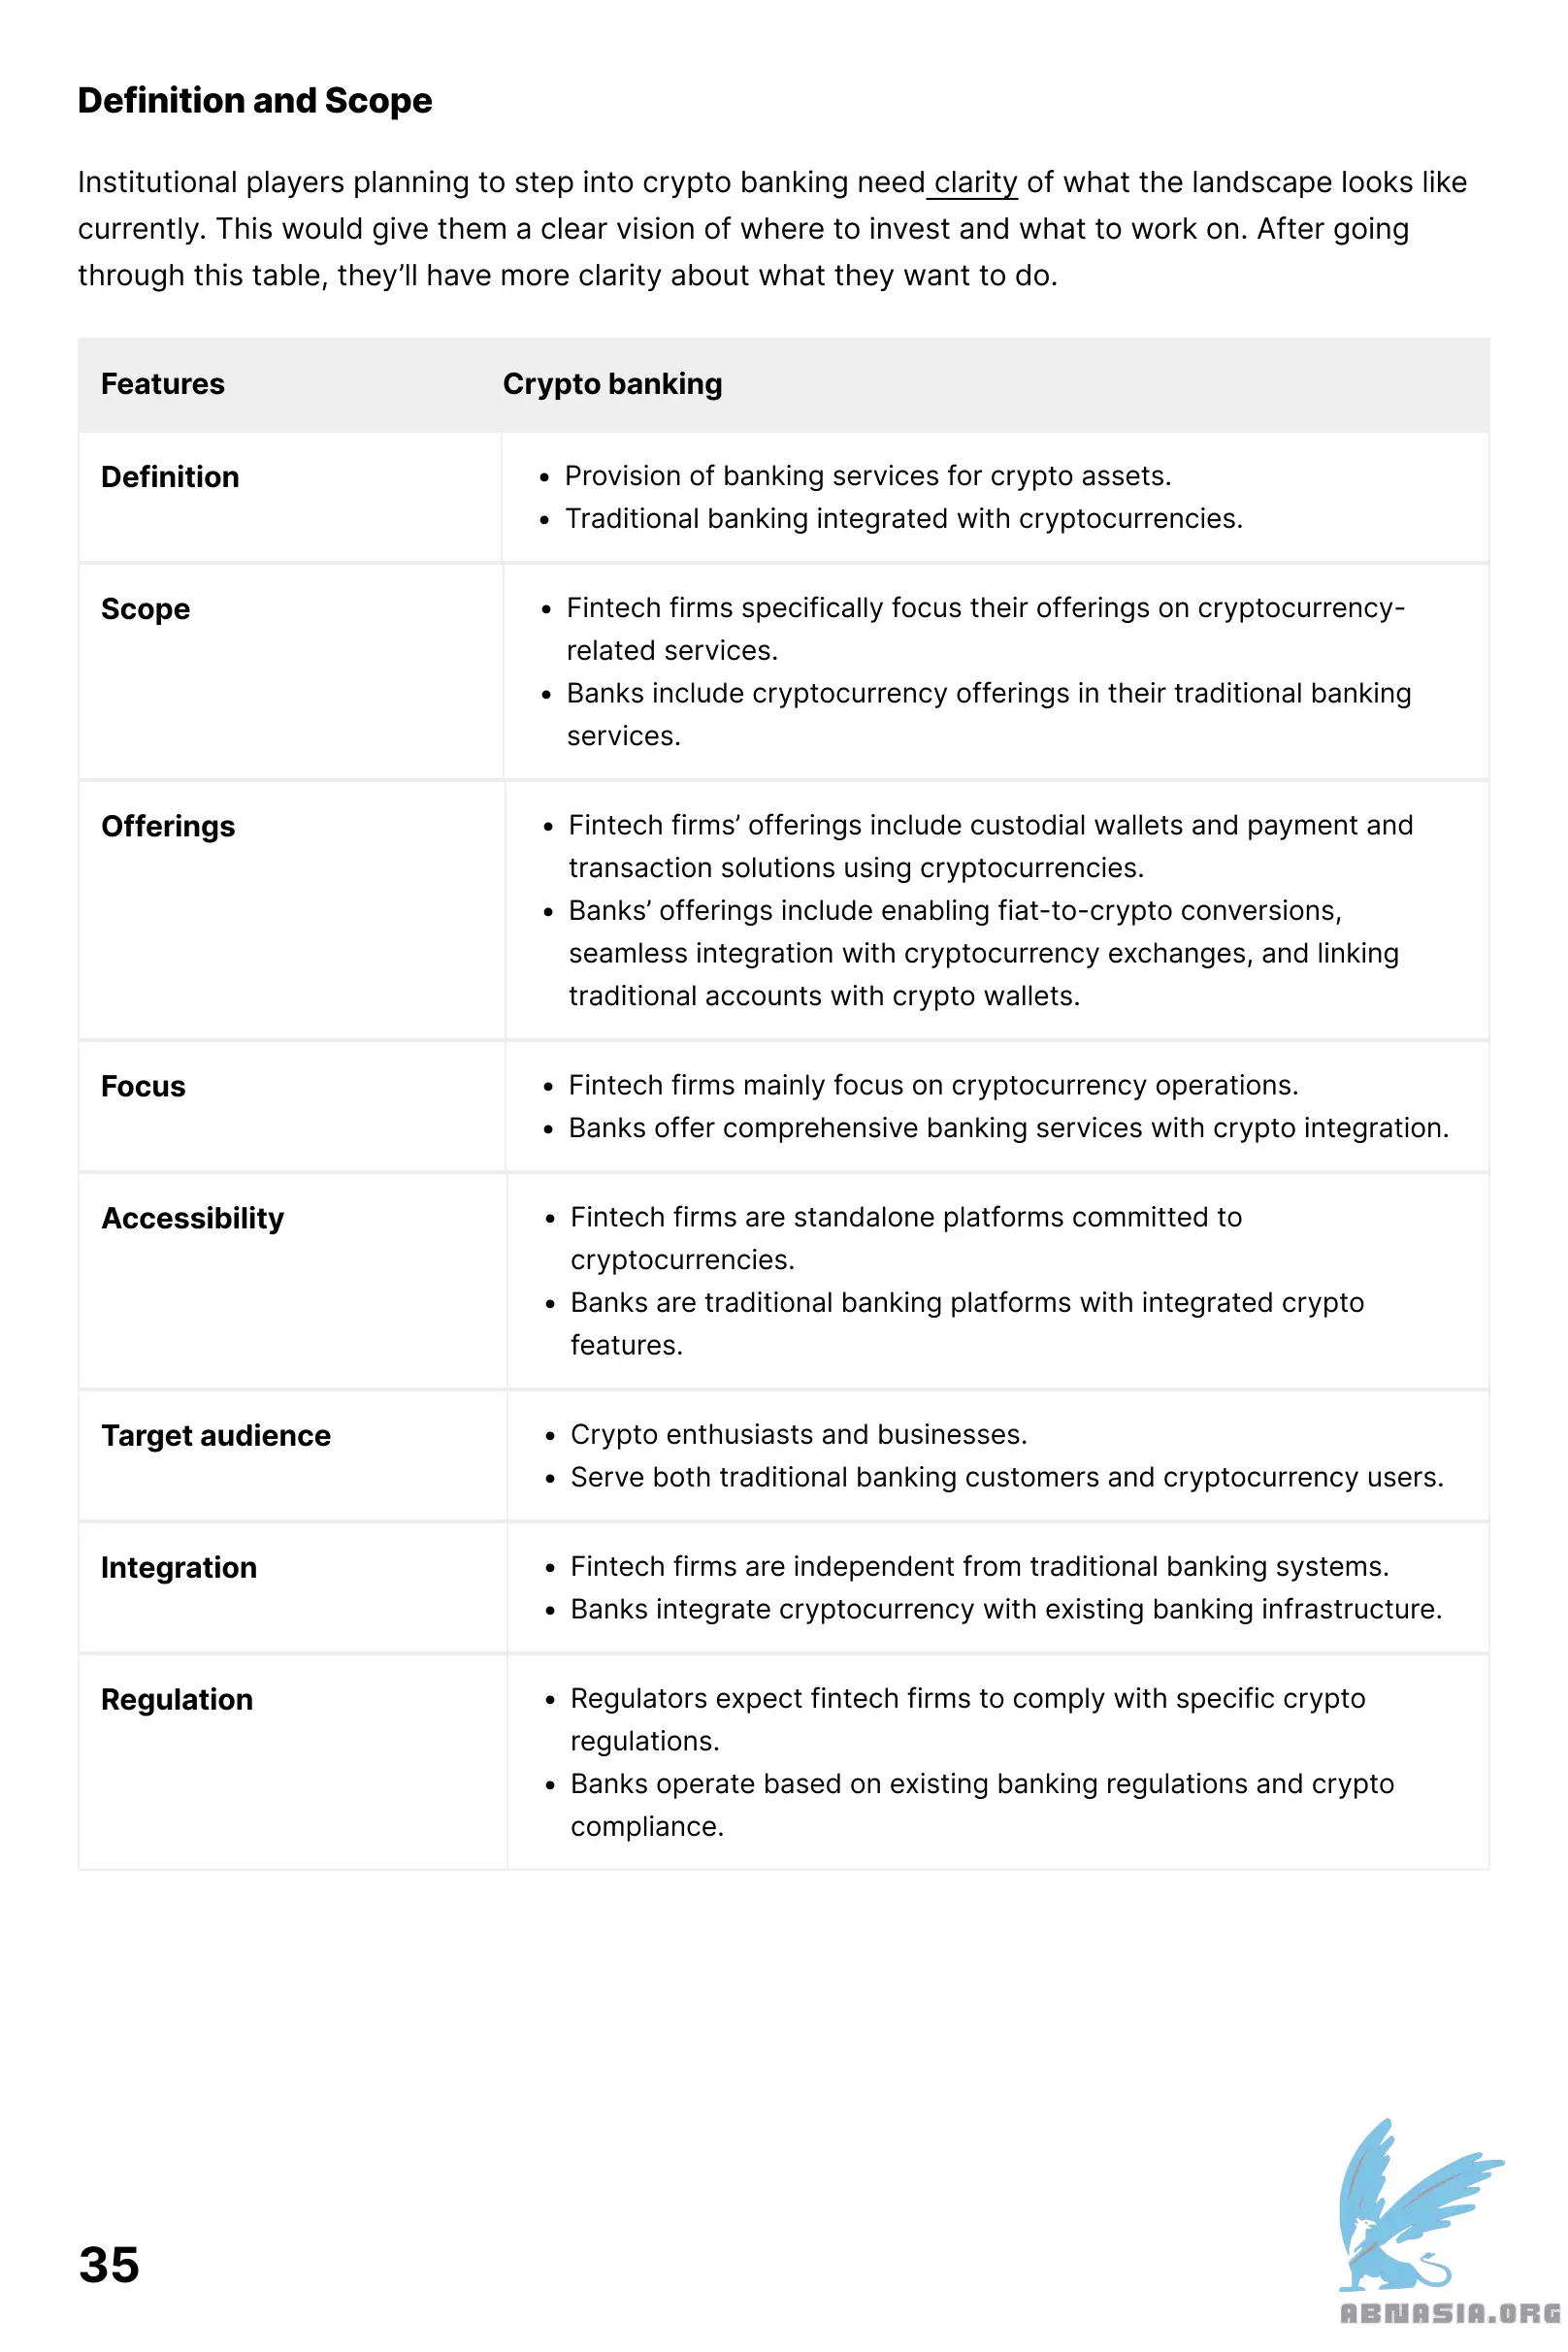 Definition and Scope
Institutional players planning to step into crypto banking need clarity of what the landscape looks like
currently. This would give them a clear vision of where to invest and what to work on. After going
through this table, they’ll have more clarity about what they want to do.
Features Crypto banking
Definition
• Provision of banking services for crypto assets.
• Traditional banking integrated with cryptocurrencies.
Scope
• Fintech firms specifically focus their offerings on cryptocurrency-
related services.
• Banks include cryptocurrency offerings in their traditional banking
services.
Offerings
• Fintech firms’ offerings include custodial wallets and payment and
transaction solutions using cryptocurrencies.
• Banks’ offerings include enabling fiat-to-crypto conversions,
seamless integration with cryptocurrency exchanges, and linking
traditional accounts with crypto wallets.
Focus
• Fintech firms mainly focus on cryptocurrency operations.
• Banks offer comprehensive banking services with crypto integration.
Accessibility
• Fintech firms are standalone platforms committed to
cryptocurrencies.
• Banks are traditional banking platforms with integrated crypto
features.
Target audience
• Crypto enthusiasts and businesses.
• Serve both traditional banking customers and cryptocurrency users.
Integration
• Fintech firms are independent from traditional banking systems.
• Banks integrate cryptocurrency with existing banking infrastructure.
Regulation
• Regulators expect fintech firms to comply with specific crypto
regulations.
• Banks operate based on existing banking regulations and crypto
compliance.
35
ABNASIA.ORG